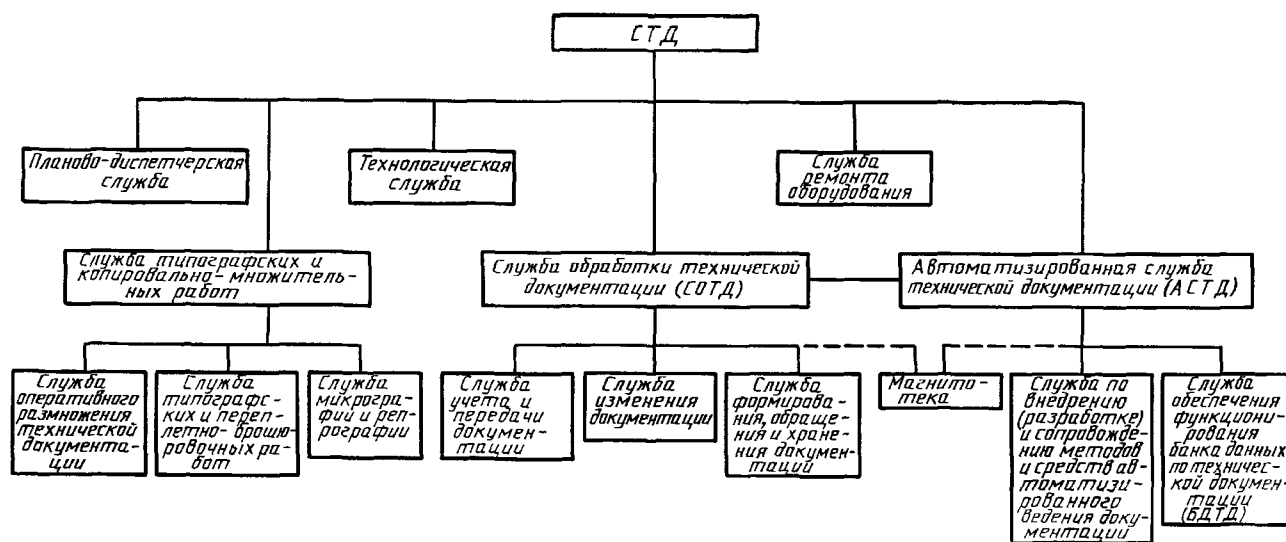 СТД
Планово-диспетчерская
служба
Технологическая
служба
Служба
ремонта
оборудования
Служба типографских и
копировально-множитель-
ных работ
Служба обработки технической
документации (СОТД)
Автоматизированная служба
технической документации (АСТД)
Служба
оперативного
размножения
технической
документа-
ции
Служба
типографс-
ких и переп-
летно-брошю-
ровочных ра-
бот
Служба
микрогра-
фий и реп-
рографии
Служба
учета и
передачи
докумен-
тации
Служба
изменения
документации
Служба
формирова-
ния, обраще-
ния и хране-
ния докумен-
таций
Магнито-
тека
Служба по
внедрению
(разработке)
и сопровожде-
нию методов
и средств ав-
томатизи-
рованного
ведения доку-
ментации
Служба
обеспечения
функциони-
рования
банка данных
по техничес-
кой докумен-
тации
(БДТД)